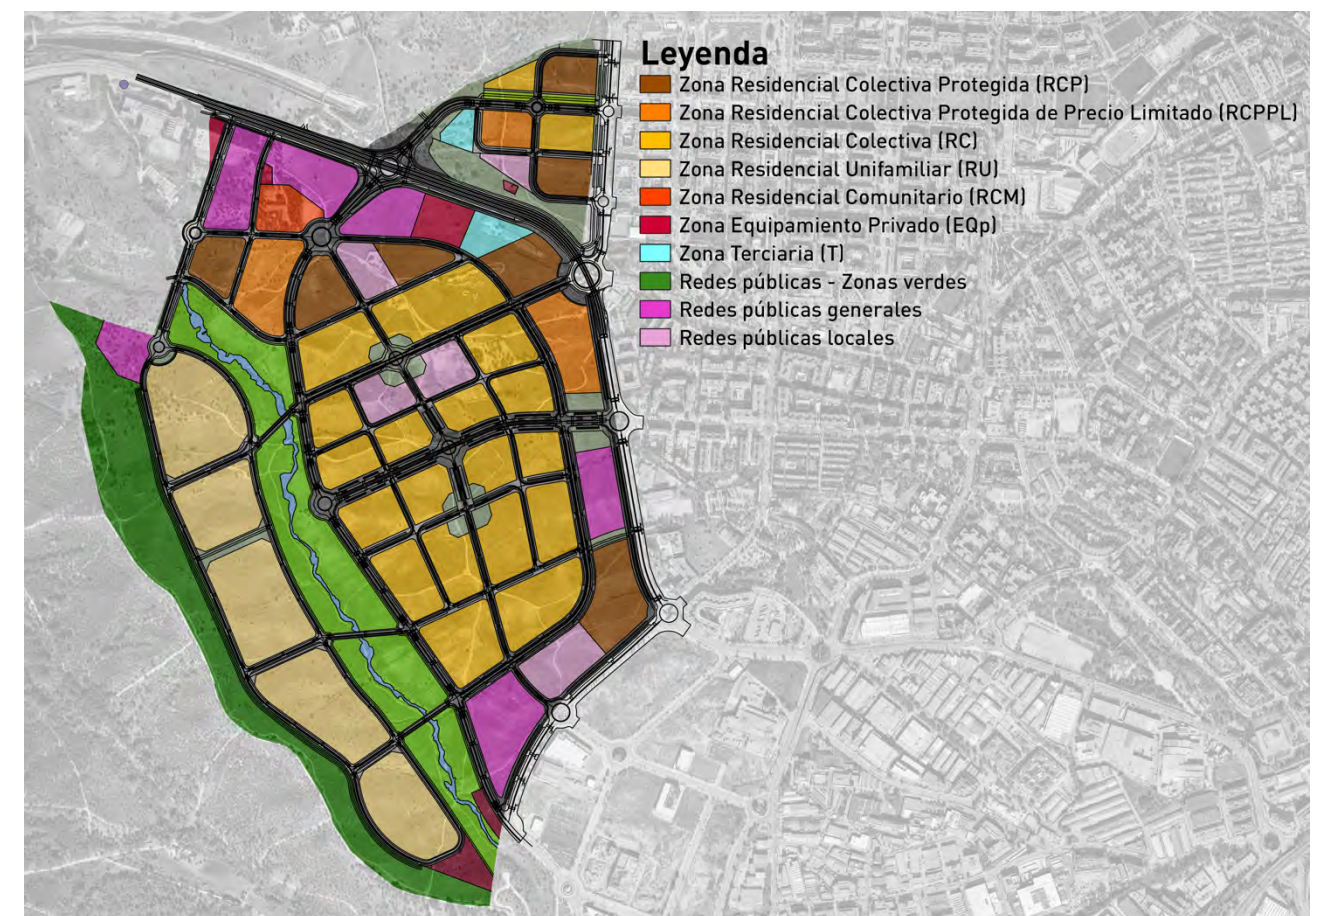 Leyenda
Zona Residencial Colectiva Protegida (RCP)
Zona Residencial Colectiva Protegida de Precio Limitado (RCPPL)
Zona Residencial Colectiva (RC)
Zona Residencial Unifamiliar (RU)
Zona Residencial Comunitario (RCM)
Zona Equipamiento Privado (EQp)
Zona Terciaria (T)
Redes públicas - Zonas verdes
Redes públicas generales
Redes públicas locales